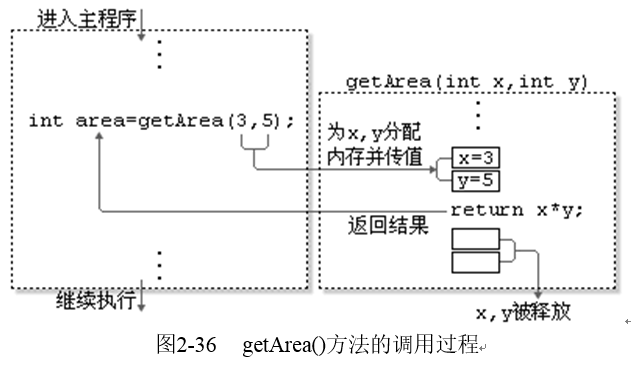 进入主程序
getArea(int x,int y)
int area=getArea(3,5);
为x,y分配
内存并传值
x=3
y=5
return x*y;
返回结果
继续执行
x,y被释放
图2-36 getArea()方法的调用过程